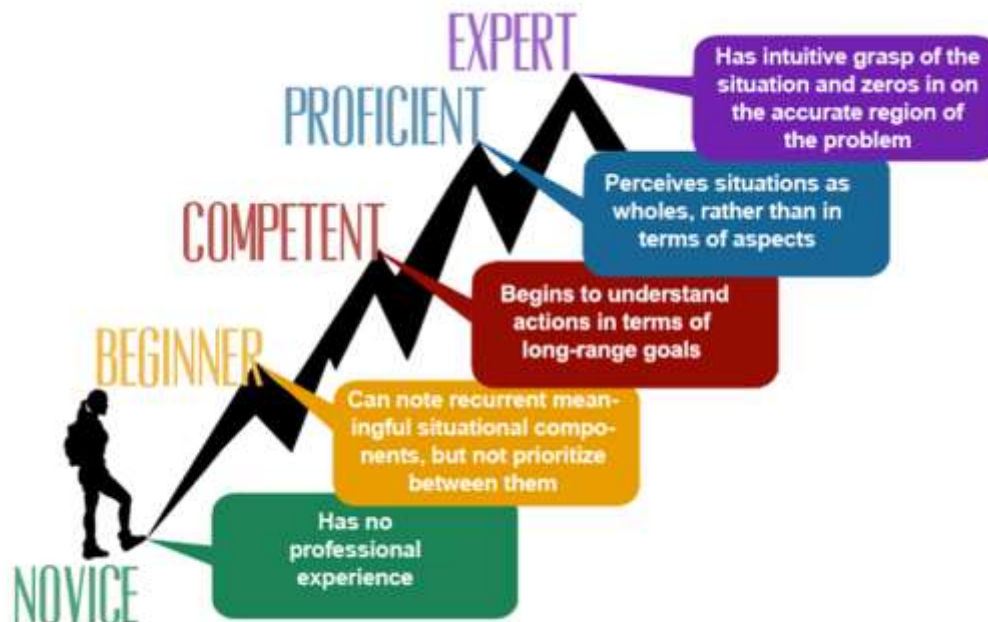 EXPERT
Has intuitive grasp of the
situation and zeros in on
the accurate region of
the problem
PROFICIENT
Perceives situations as
wholes, rather than in
terms of aspects
COMPETENT
Begins to understand
actions in terms of
long-range goals
BEGINNER
Can note recurrent mean-
ingful situational compo-
nents, but not prioritize
between them
Has no
professional
experience
NOVICE